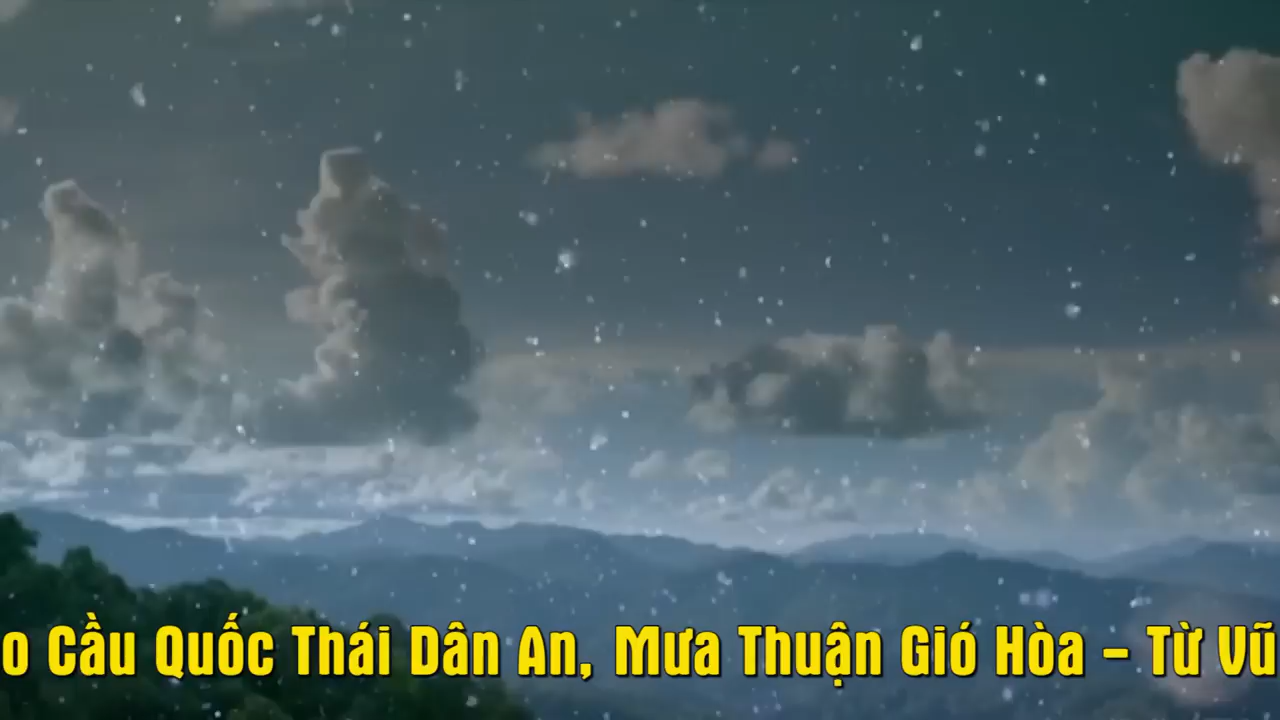 o Cầu Quốc Thái Dân An, Mưa Thuận Gió Hòa – Từ Vũ